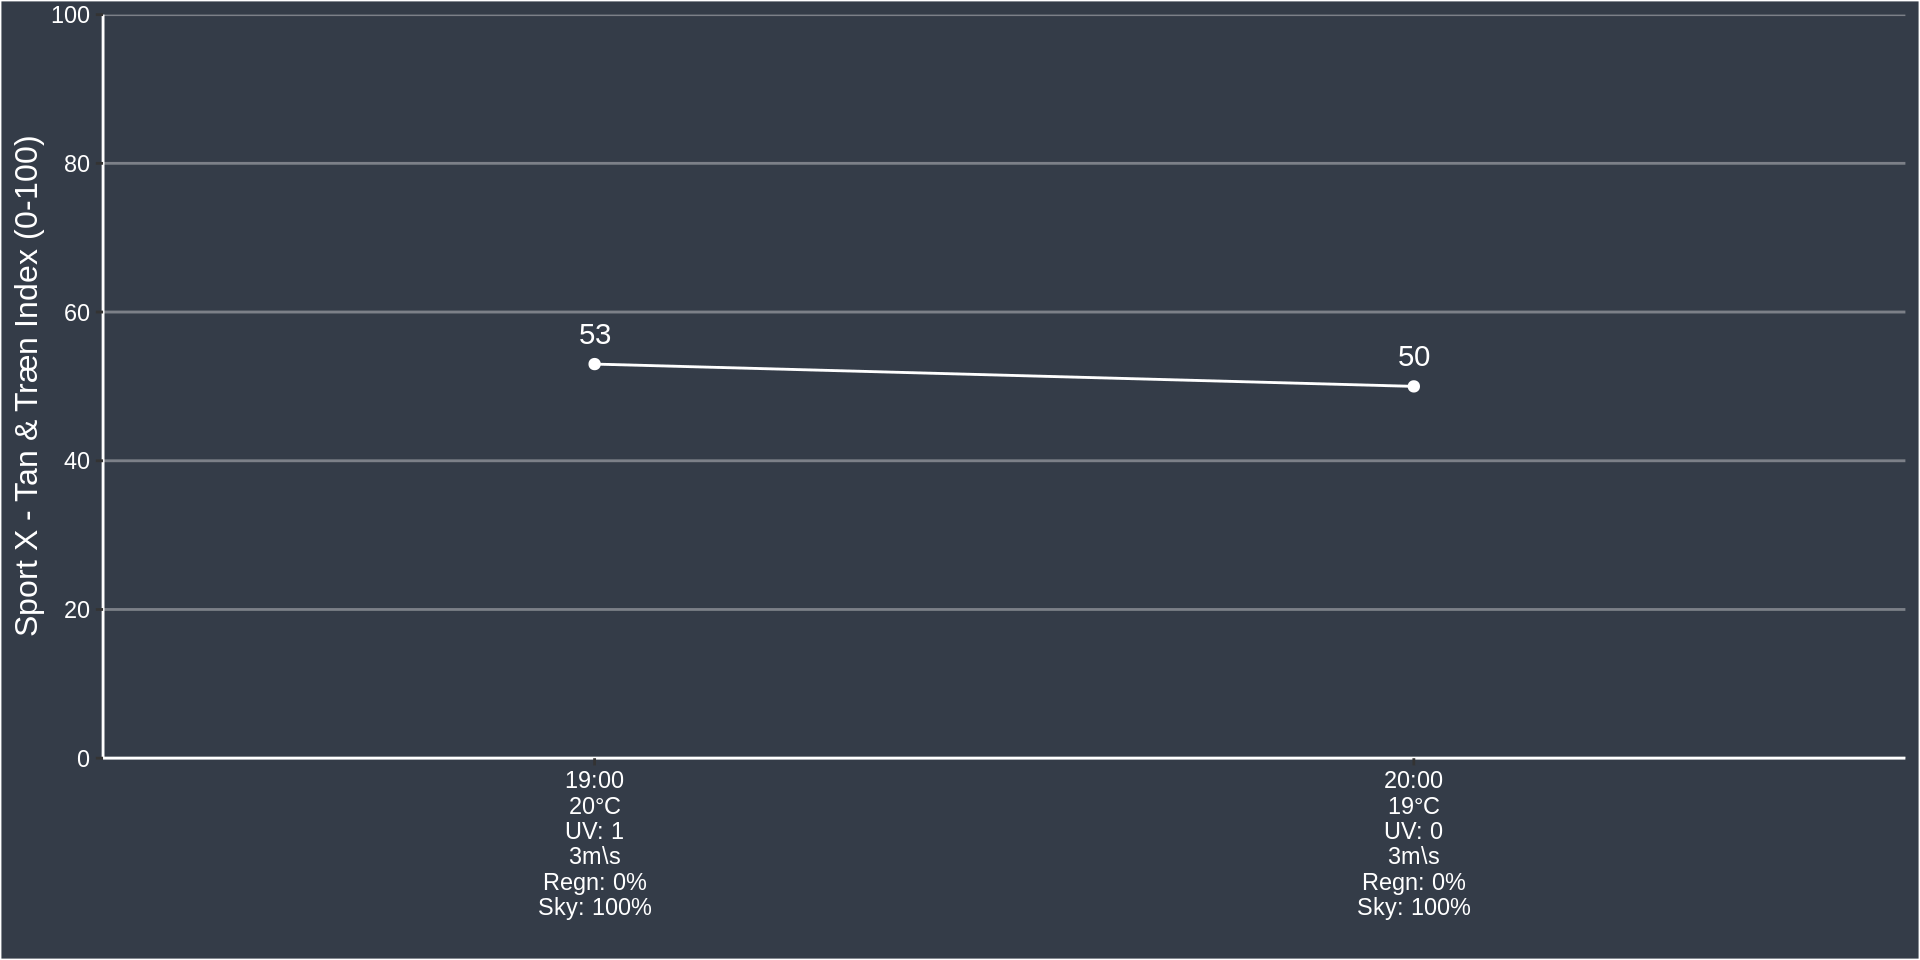 Sport X - Tan & Træn Index (0-100)
100
80
60
40
20
0
53
50
19:00
20°C
UV: 1
3m\s
Regn: 0%
Sky: 100%
20:00
19°C
UV: 0
3m\s
Regn: 0%
Sky: 100%